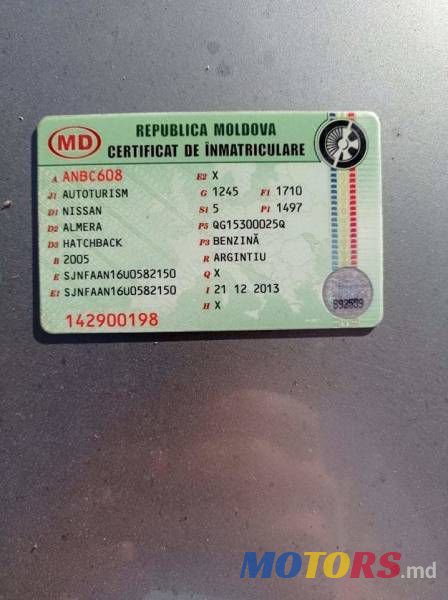 MD
REPUBLICA MOLDOVA
CERTIFICAT DE ÎNMATRICULARE
A ANBC608
J1 AUTOTURISM
D1 NISSAN
D2 ALMERA
D3 HATCHBACK
B 2005
E SJNFAAN16U0582150
E1 SJNFAAN16U0582150
142900198
E2 X
G 1245 F1 1710
S1 5 P1 1497
P5 QG15300025Q
P3 BENZINĂ
R ARGINTIU
Q X
I 21 12 2013
H X
MOTORS.md